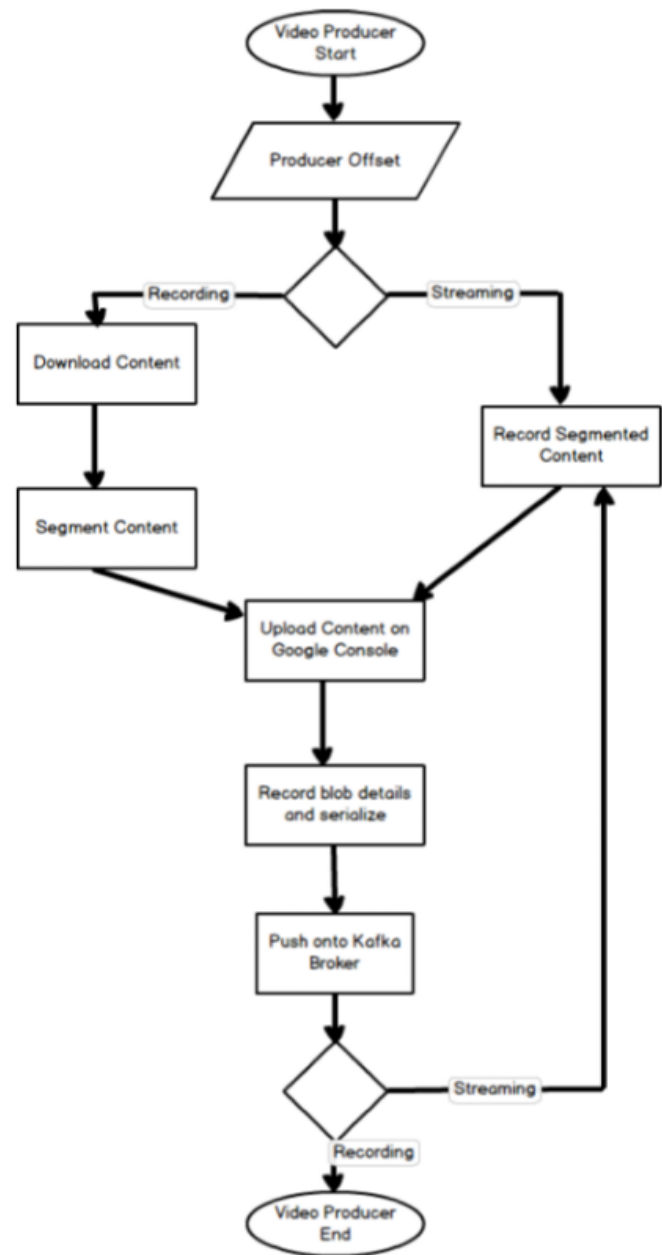 Video Producer
Start
Producer Offset
Recording
Streaming
Download Content
Record Segmented
Content
Segment Content
Upload Content on
Google Console
Record blob details
and serialize
Push onto Kafka
Broker
Streaming
Recording
Video Producer
End